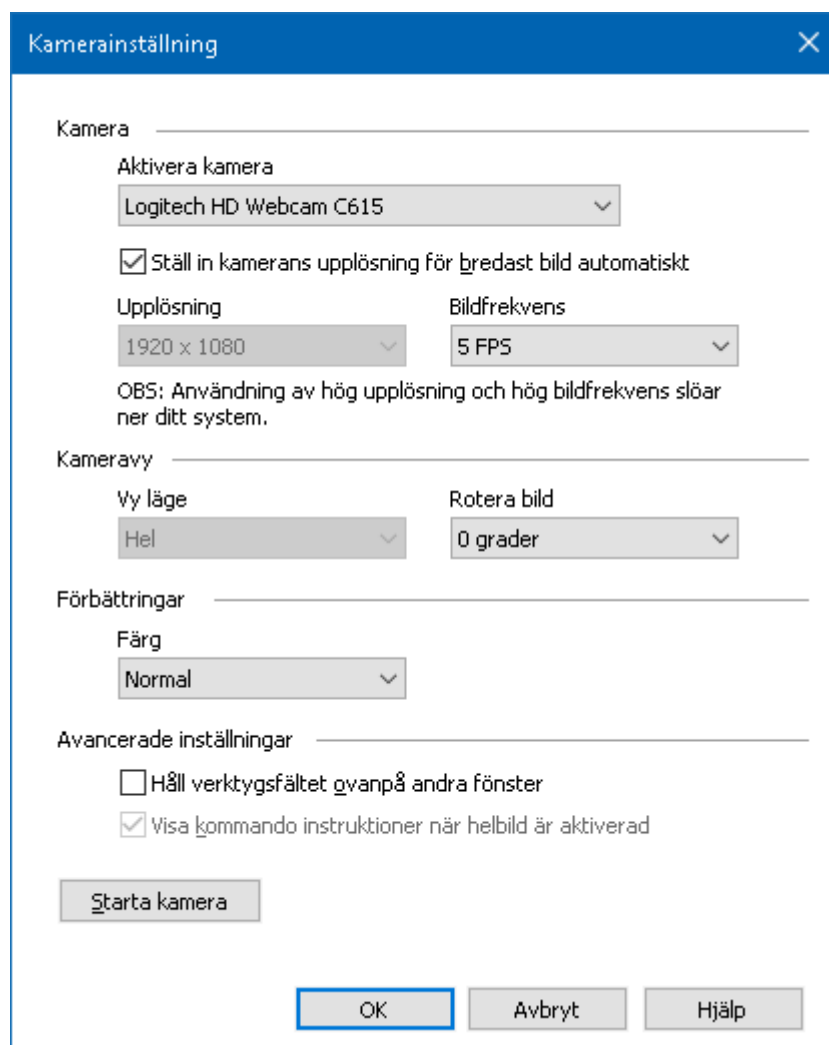 Kamerainställning
Kamera
Aktivera kamera
Logitech HD Webcam C615
Ställ in kamerans upplösning för bredast bild automatiskt
Upplösning Bildfrekvens
1920 x 1080 5 FPS
OBS: Användning av hög upplösning och hög bildfrekvens slöar
ner ditt system.
Kameravy
Vy läge Rotera bild
Hel 0 grader
Förbättringar
Färg
Normal
Avancerade inställningar
Håll verktygsfältet ovanpå andra fönster
Visa kommando instruktioner när helbild är aktiverad
Starta kamera
OK Avbryt Hjälp